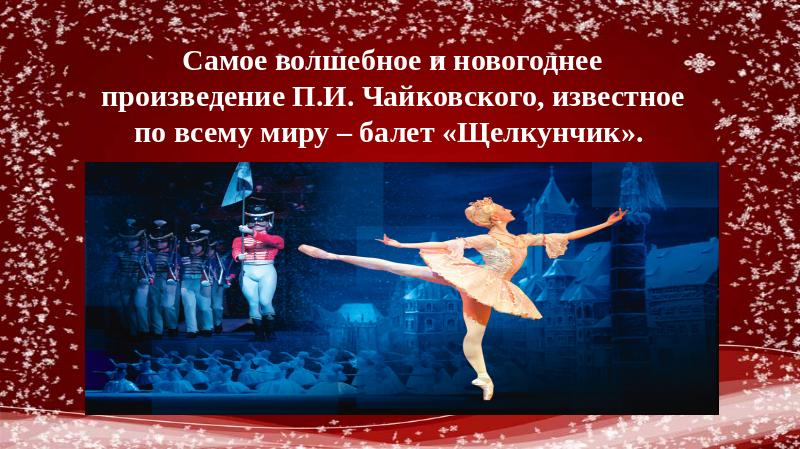 Самое волшебное и новогоднее
произведение П.И. Чайковского, известное
по всему миру – балет «Щелкунчик».